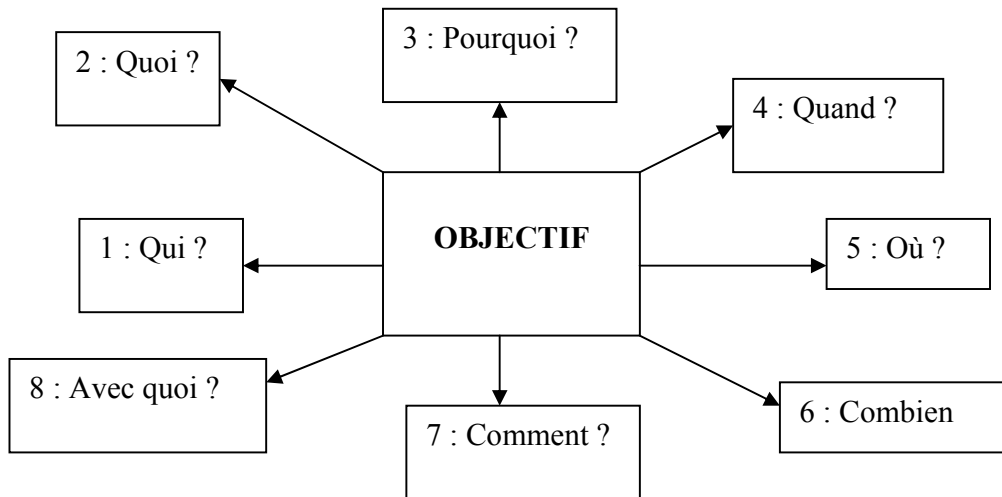 3 : Pourquoi ?
2 : Quoi ?
4 : Quand ?
OBJECTIF
1 : Qui ?
5 : Où ?
8 : Avec quoi ?
6 : Combien
7 : Comment ?